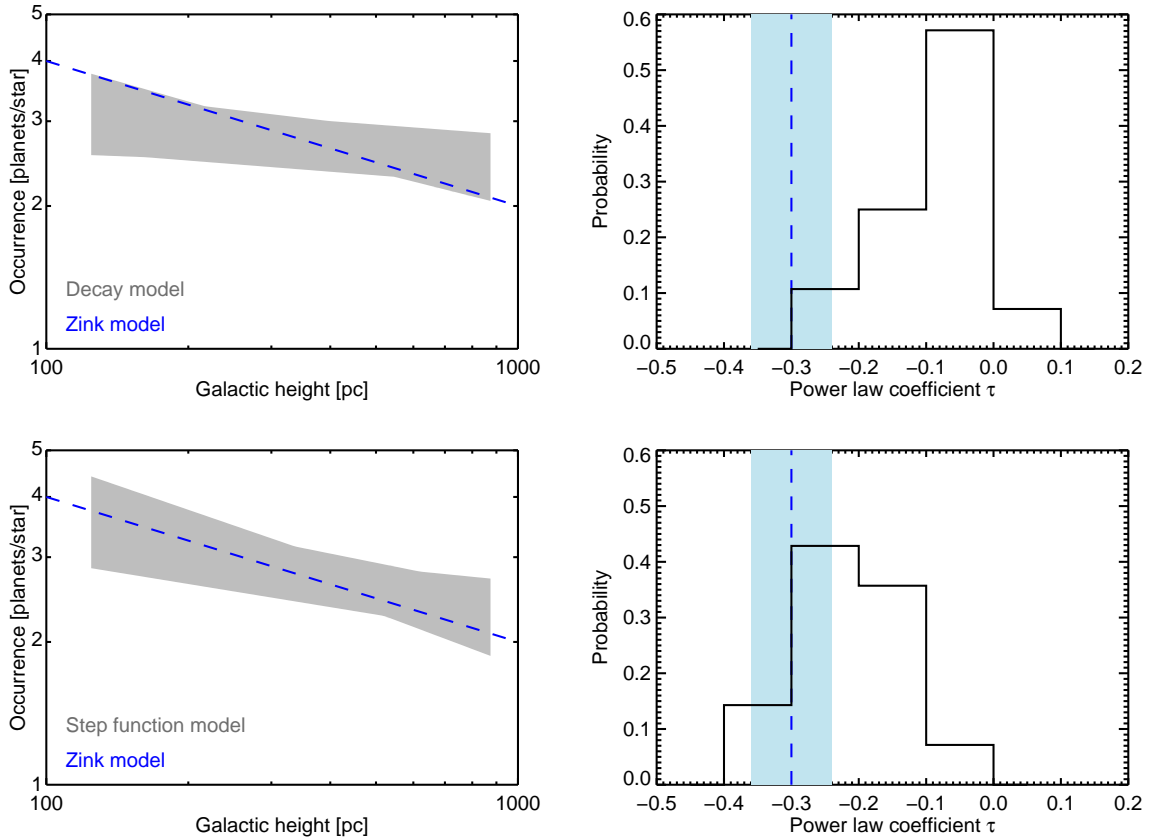 5
4
3
2
1
Occurrence [planets/star]
Decay model
Zink model
100
1000
Galactic height [pc]
0.6
0.5
0.4
0.3
0.2
0.1
0.0
Probability
−0.5 −0.4 −0.3 −0.2 −0.1 0.0 0.1 0.2
Power law coefficient τ
5
4
3
2
1
Occurrence [planets/star]
Step function model
Zink model
100
1000
Galactic height [pc]
0.6
0.5
0.4
0.3
0.2
0.1
0.0
Probability
−0.5 −0.4 −0.3 −0.2 −0.1 0.0 0.1 0.2
Power law coefficient τ